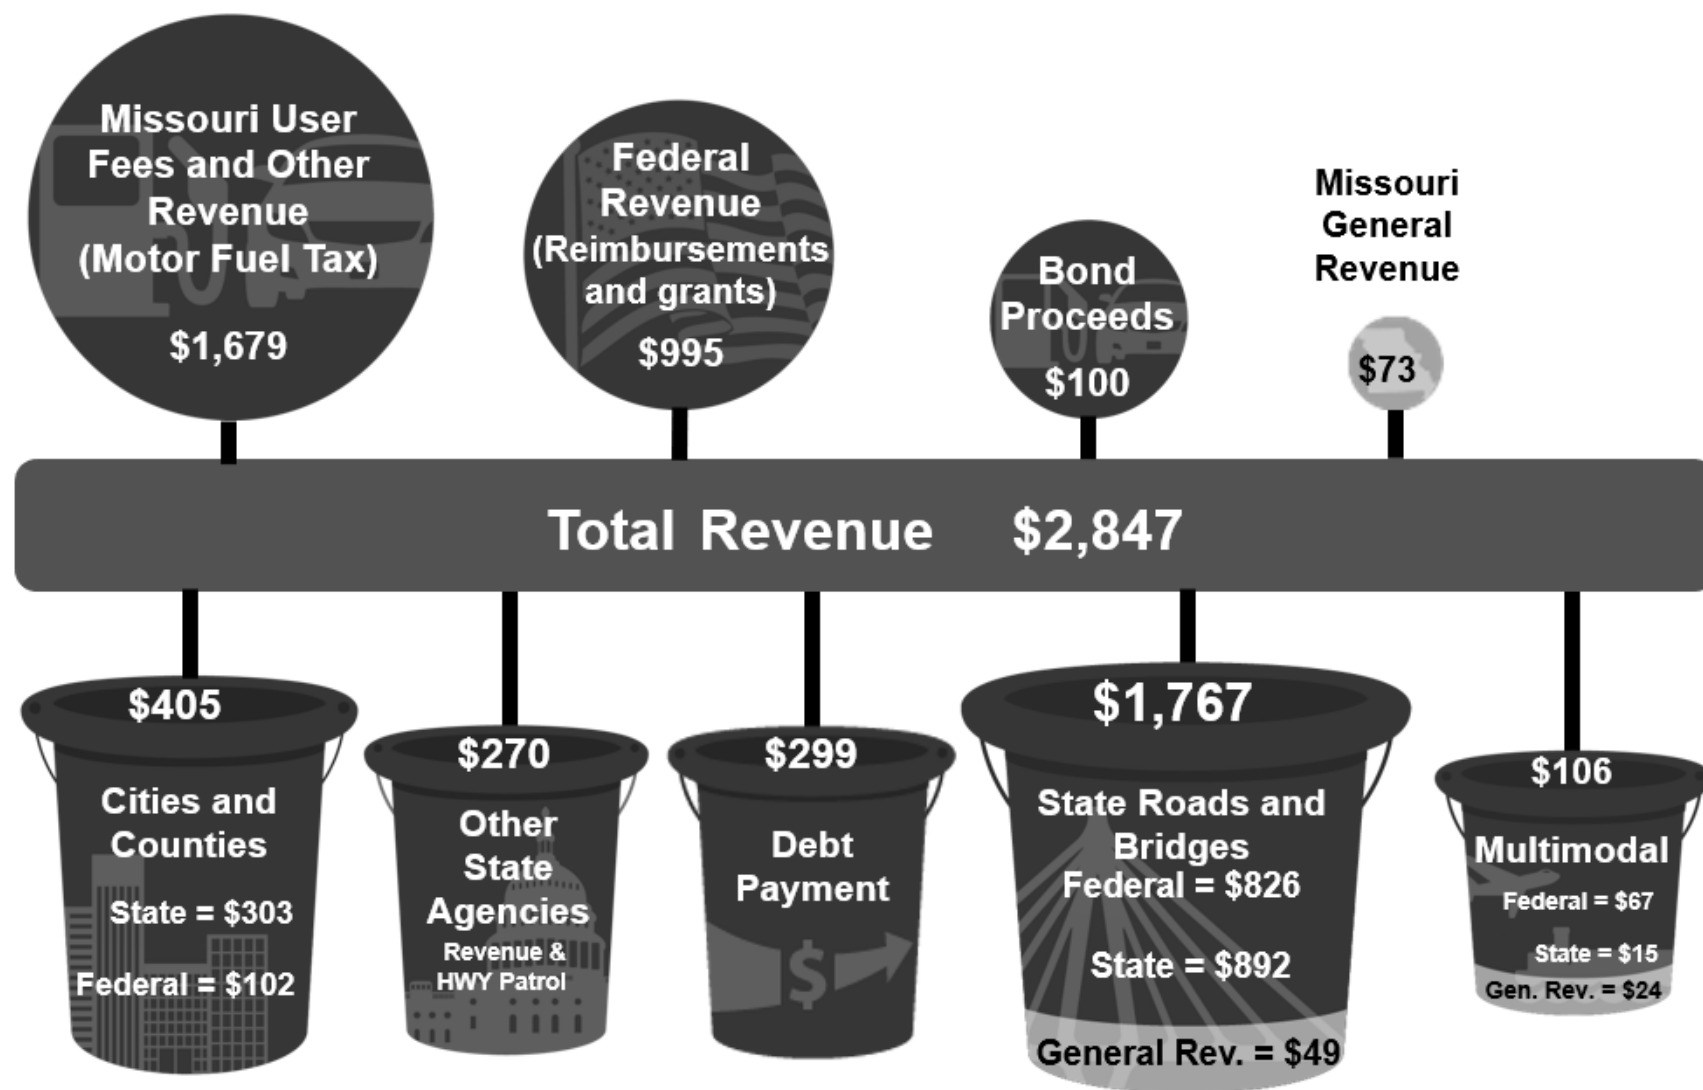 Missouri User
Fees and Other
Revenue
(Motor Fuel Tax)
$1,679
Federal
Revenue
(Reimbursements
and grants)
$995
Bond
Proceeds
$100
Missouri
General
Revenue
$73
Total Revenue $2,847
$405
Cities and
Counties
State = $303
Federal = $102
$270
Other
State
Agencies
Revenue &
HWY Patrol
$299
Debt
Payment
$
$1,767
State Roads and
Bridges
Federal = $826
State = $892
General Rev. = $49
$106
Multimodal
Federal = $67
State = $15
Gen. Rev. = $24